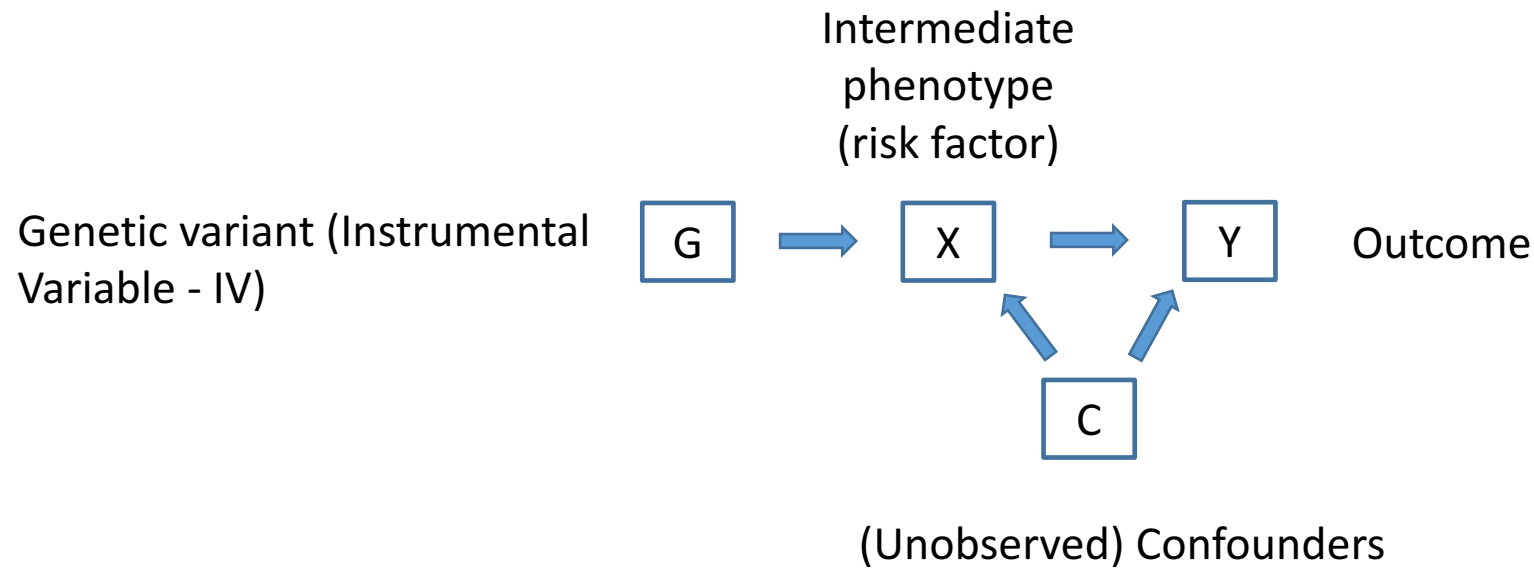 Intermediate
phenotype
(risk factor)
Genetic variant (Instrumental
Variable - IV)
G
X
Y
Outcome
C
(Unobserved) Confounders